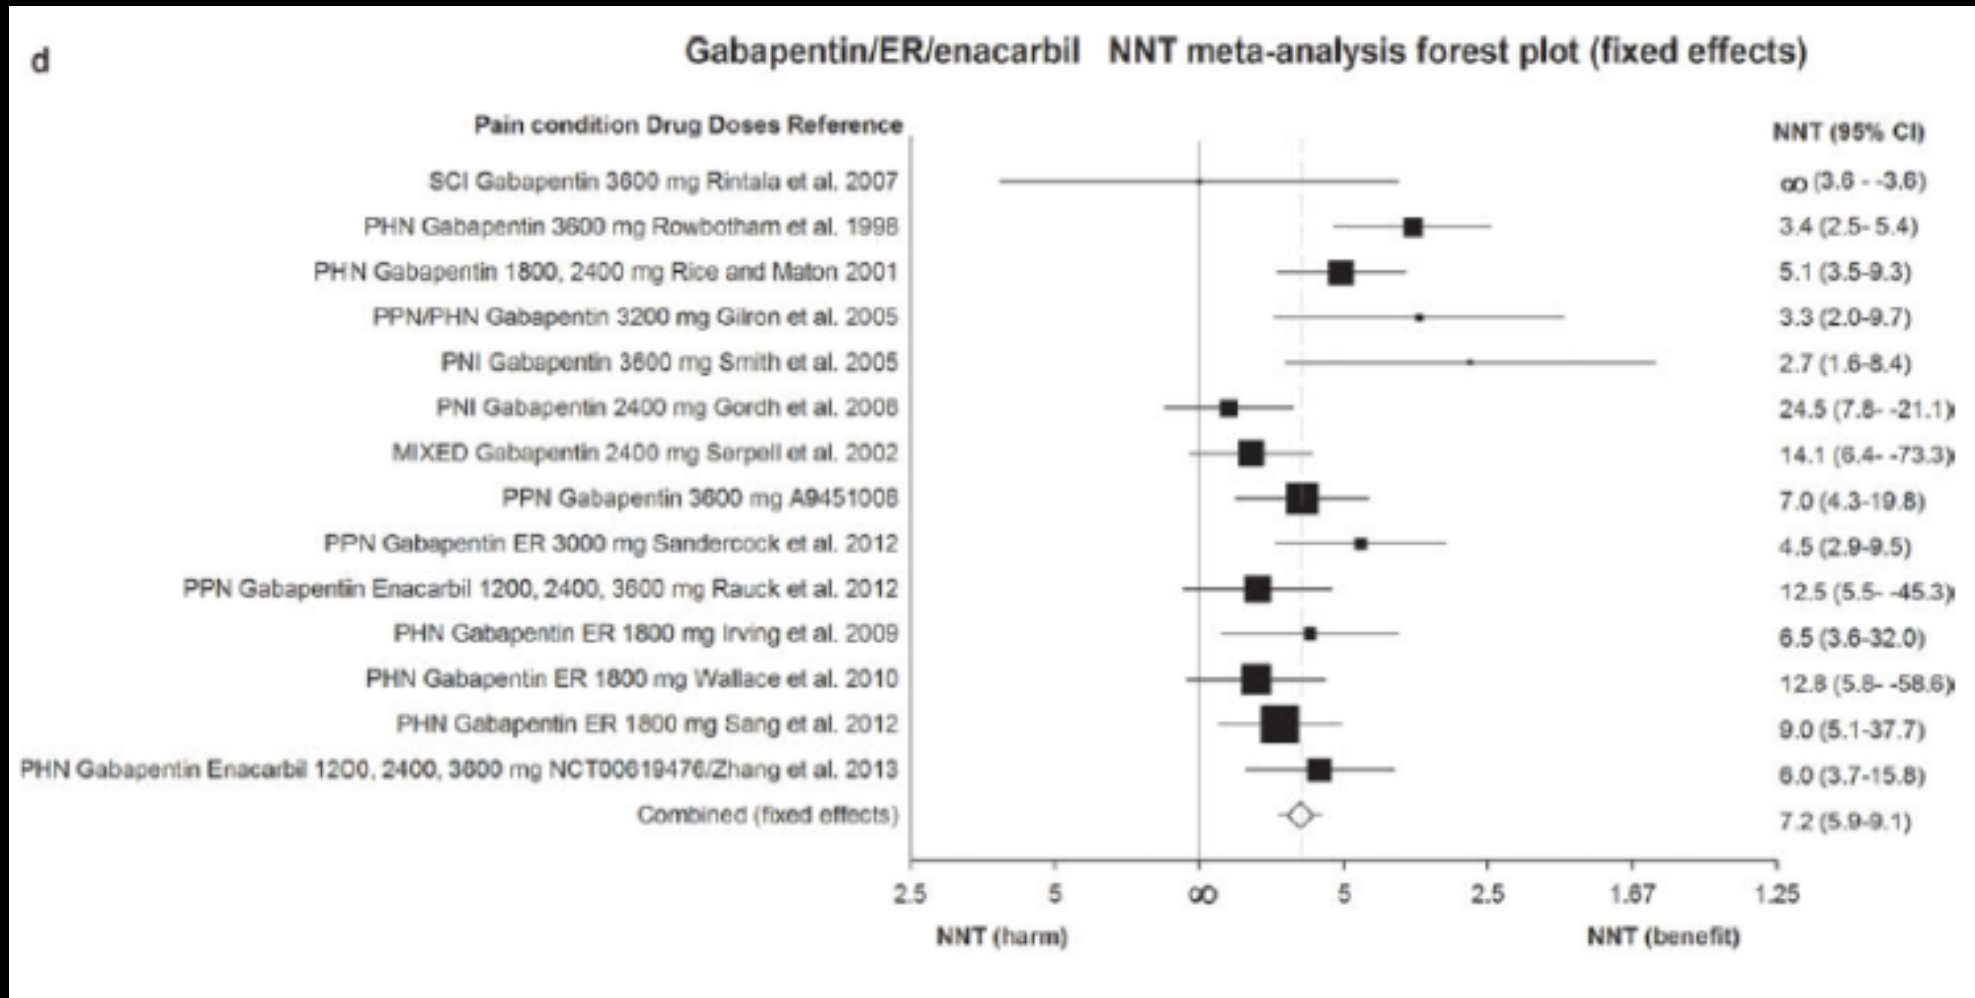 d
Gabapentin/ER/enacarbil NNT meta-analysis forest plot (fixed effects)
Pain condition Drug Doses Reference NNT (95% CI)
SCI Gabapentin 3600 mg Rintala et al. 2007 ∞ (3.6 - -3.6)
PHN Gabapentin 3600 mg Rowbotham et al. 1998 3.4 (2.5- 5.4)
PHN Gabapentin 1800, 2400 mg Rice and Maton 2001 5.1 (3.5-9.3)
PPN/PHN Gabapentin 3200 mg Gilron et al. 2005 3.3 (2.0-9.7)
PNI Gabapentin 3600 mg Smith et al. 2005 2.7 (1.6-8.4)
PNI Gabapentin 2400 mg Gordh et al. 2008 24.5 (7.8- -21.1)
MIXED Gabapentin 2400 mg Serpell et al. 2002 14.1 (6.4- -73.3)
PPN Gabapentin 3600 mg A9451008 7.0 (4.3-19.8)
PPN Gabapentin ER 3000 mg Sandercock et al. 2012 4.5 (2.9-9.5)
PPN Gabapentin Enacarbil 1200, 2400, 3600 mg Rauck et al. 2012 12.5 (5.5- -45.3)
PHN Gabapentin ER 1800 mg Irving et al. 2009 6.5 (3.6-32.0)
PHN Gabapentin ER 1800 mg Wallace et al. 2010 12.8 (5.8- -58.6)
PHN Gabapentin ER 1800 mg Sang et al. 2012 9.0 (5.1-37.7)
PHN Gabapentin Enacarbil 1200, 2400, 3600 mg NCT00619476/Zhang et al. 2013 6.0 (3.7-15.8)
Combined (fixed effects) 7.2 (5.9-9.1)
2.5 5 ∞ 5 2.5 1.67 1.25
NNT (harm) NNT (benefit)